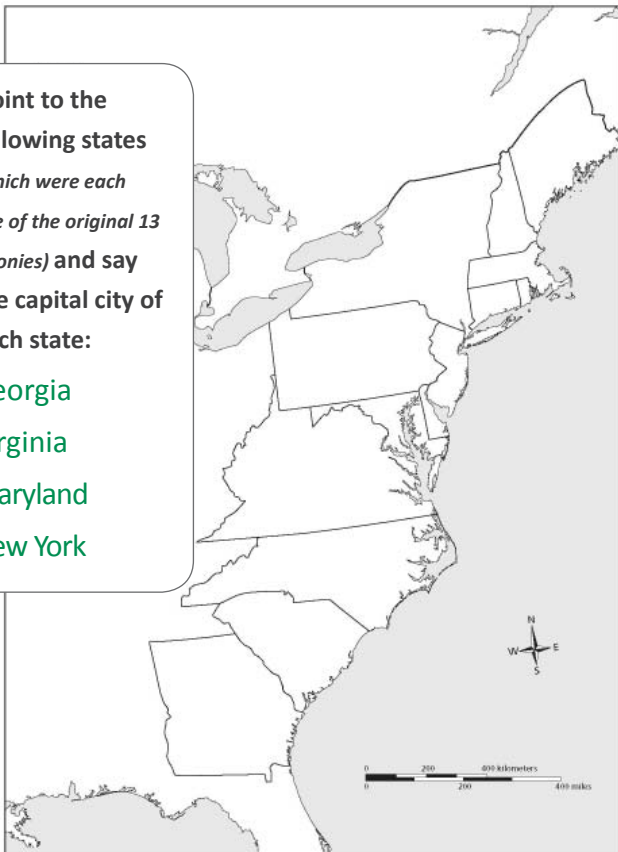 oint to the
lowing states
hich were each
e of the original 13
onies) and say
e capital city of
ch state:
eorgia
rginia
aryland
ew York
N
W E
S
0 200 400 kilometers
0 200 400 miles